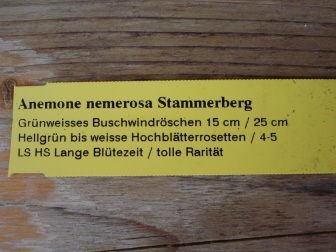 Anemone nemerosa Stammerberg
Grünweisses Buschwindröschen 15 cm / 25 cm
Hellgrün bis weisse Hochblätterrosetten / 4-5
LS HS Lange Blütezeit / tolle Rarität